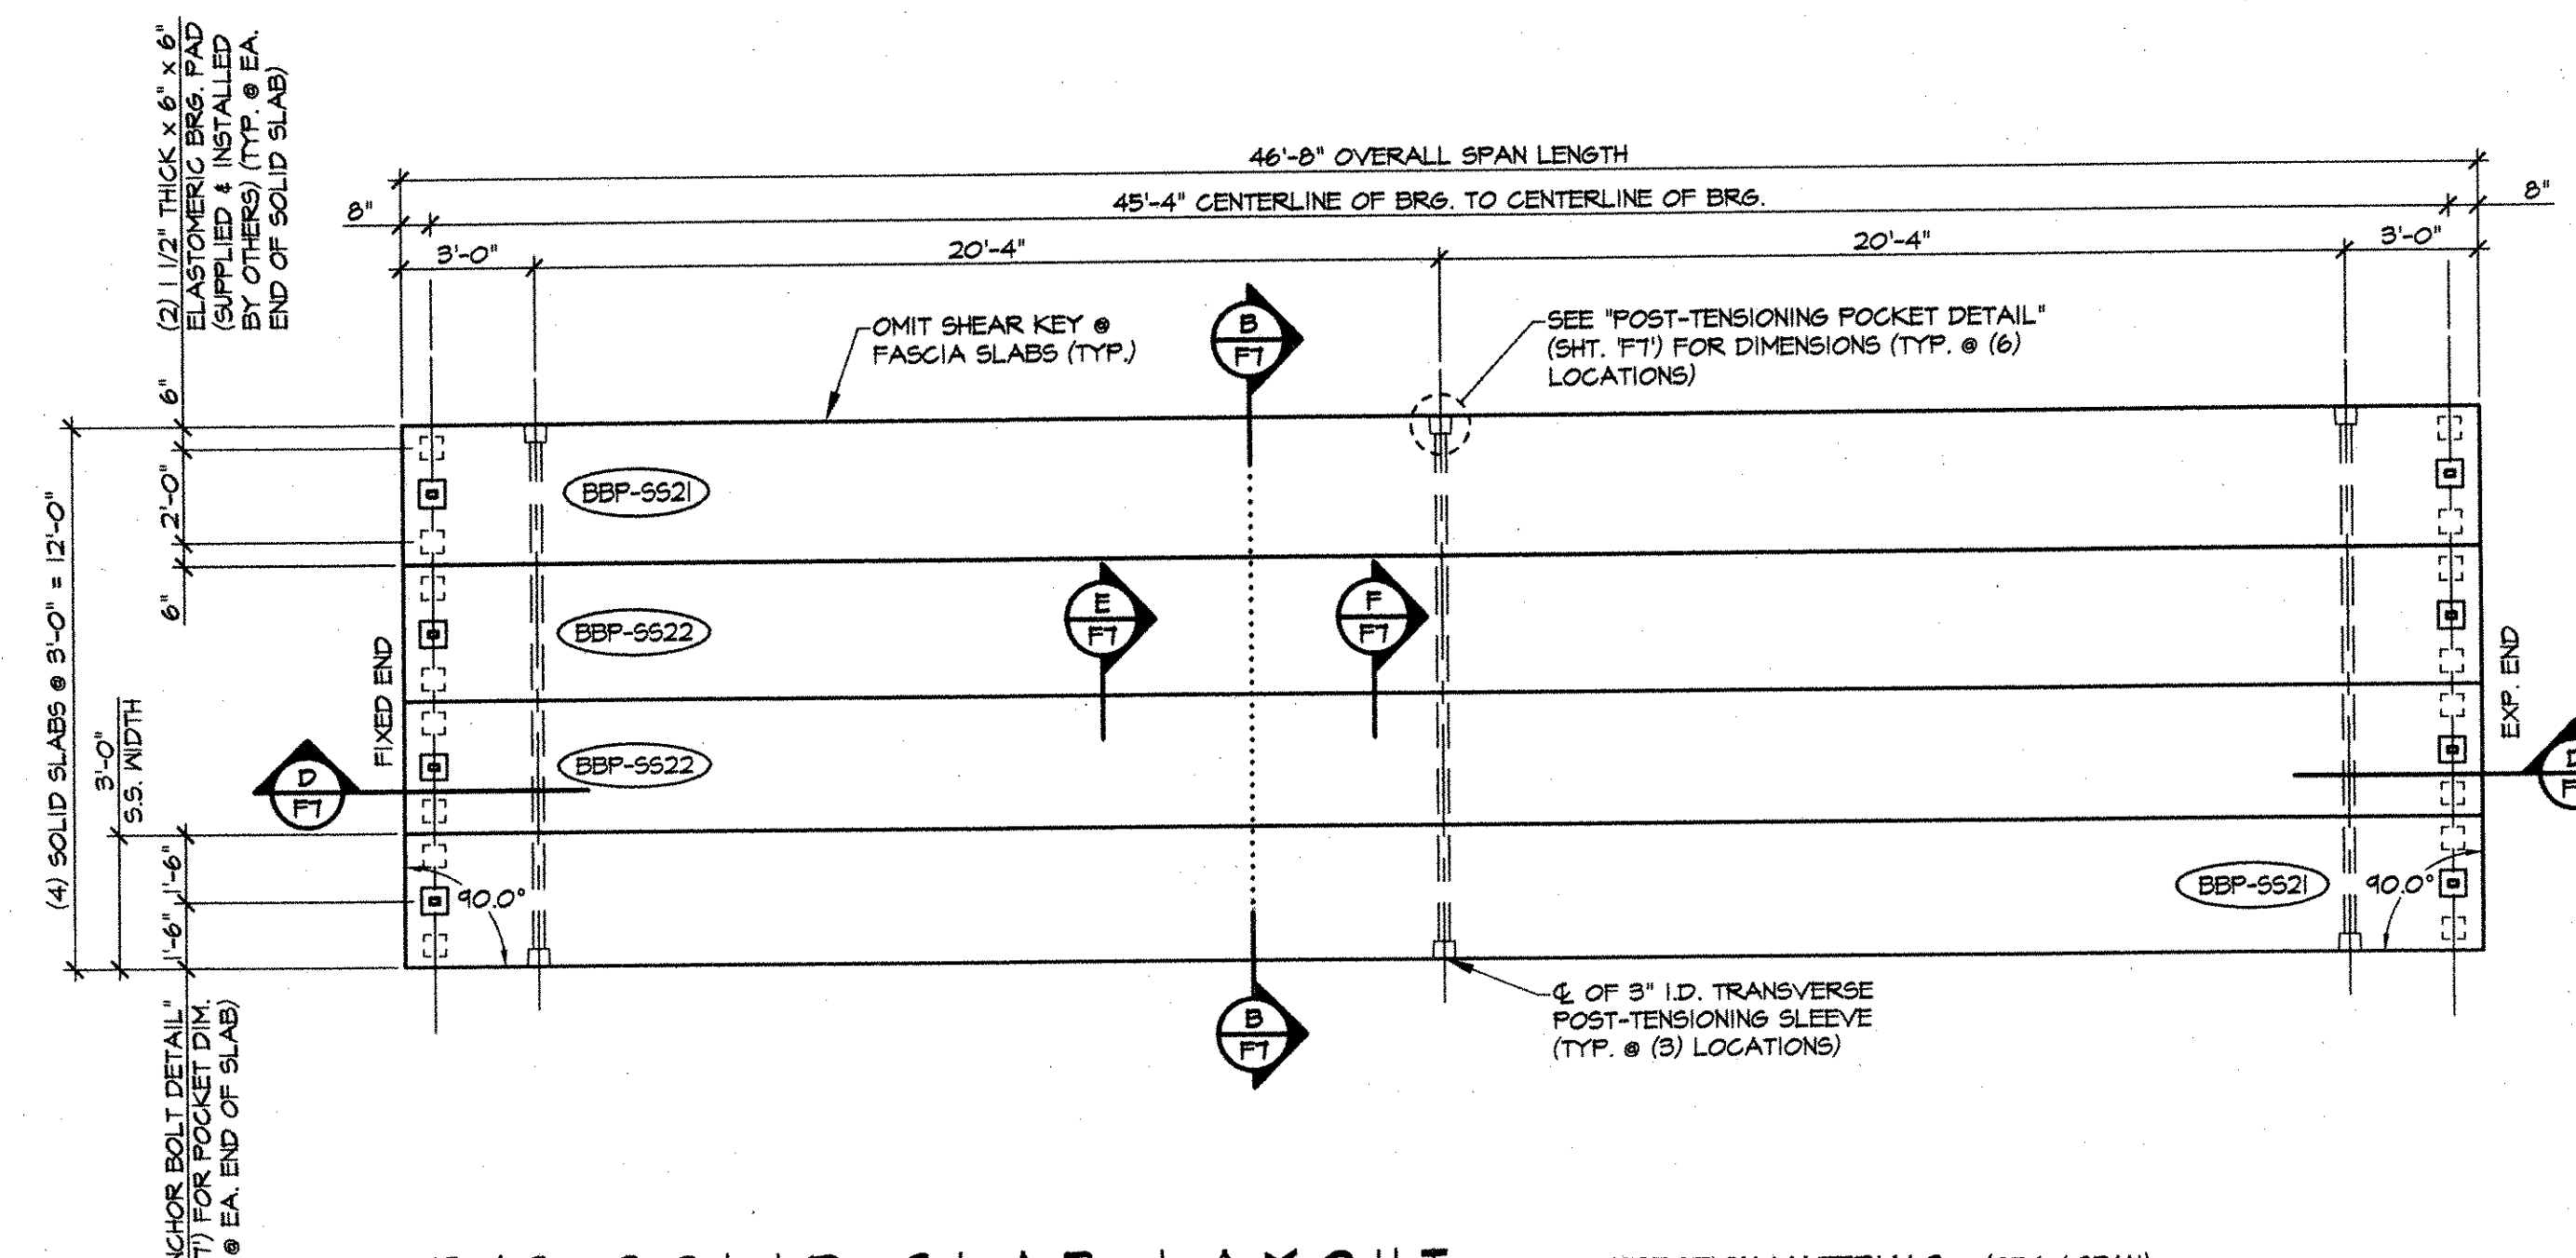 (2) 1 1/2" THICK x 6" x 6"
ELASTOMERIC BRG. PAD
(SUPPLIED & INSTALLED
BY OTHERS) (TYP. @ EA.
END OF SOLID SLAB)
46'-8" OVERALL SPAN LENGTH
8"
45'-4" CENTERLINE OF BRG. TO CENTERLINE OF BRG.
8"
3'-0"
20'-4"
20'-4"
3'-0"
OMIT SHEAR KEY @
FASCIA SLABS (TYP.)
B
F7
SEE "POST-TENSIONING POCKET DETAIL"
(SHT. 'F7') FOR DIMENSIONS (TYP. @ (6)
LOCATIONS)
6"
2'-0"
6"
(4) SOLID SLABS @ 3'-0" = 12'-0"
3'-0"
S.S. WIDTH
1'-6"
1'-6"
BBP-SS21
BBP-SS22
BBP-SS22
BBP-SS21
E
F7
F
F7
FIXED END
EXP. END
D
F7
90.0°
90.0°
℄ OF 3" I.D. TRANSVERSE
POST-TENSIONING SLEEVE
(TYP. @ (3) LOCATIONS)
B
F7
NCHOR BOLT DETAIL"
7') FOR POCKET DIM.
@ EA. END OF SLAB)
SOLID SLAB LAYOUT